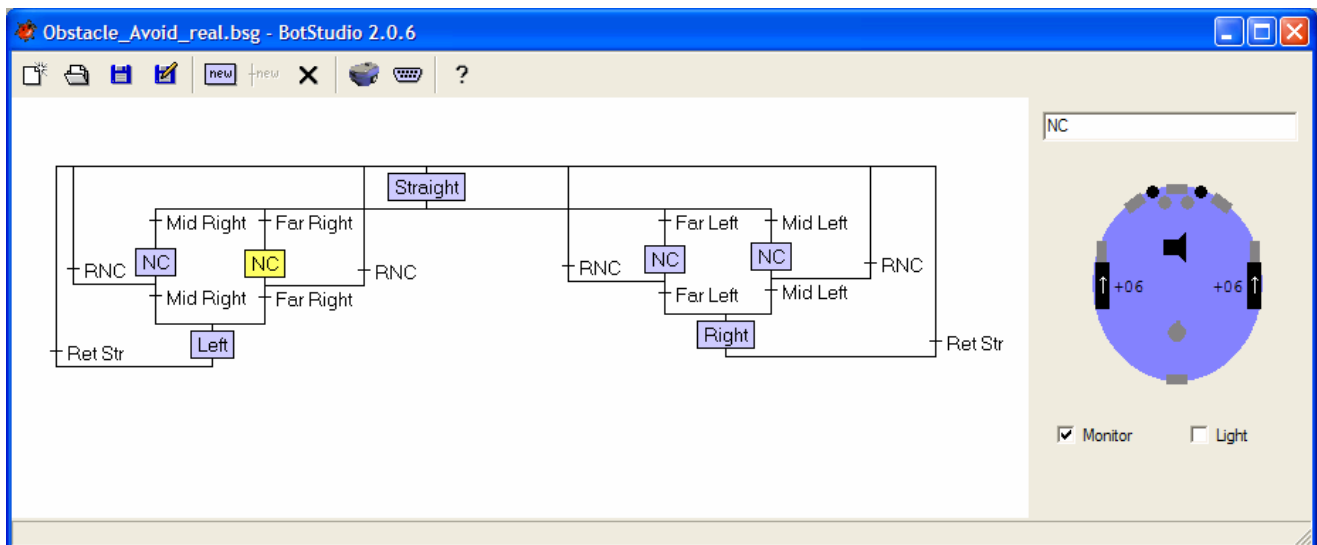 Obstacle_Avoid_real.bsg - BotStudio 2.0.6
new new ?
NC
Straight
Mid Right Far Right Far Left Mid Left
RNC NC NC RNC RNC NC NC RNC
Mid Right Far Right Far Left Mid Left
Ret Str Left Right Ret Str
+06 +06
Monitor Light